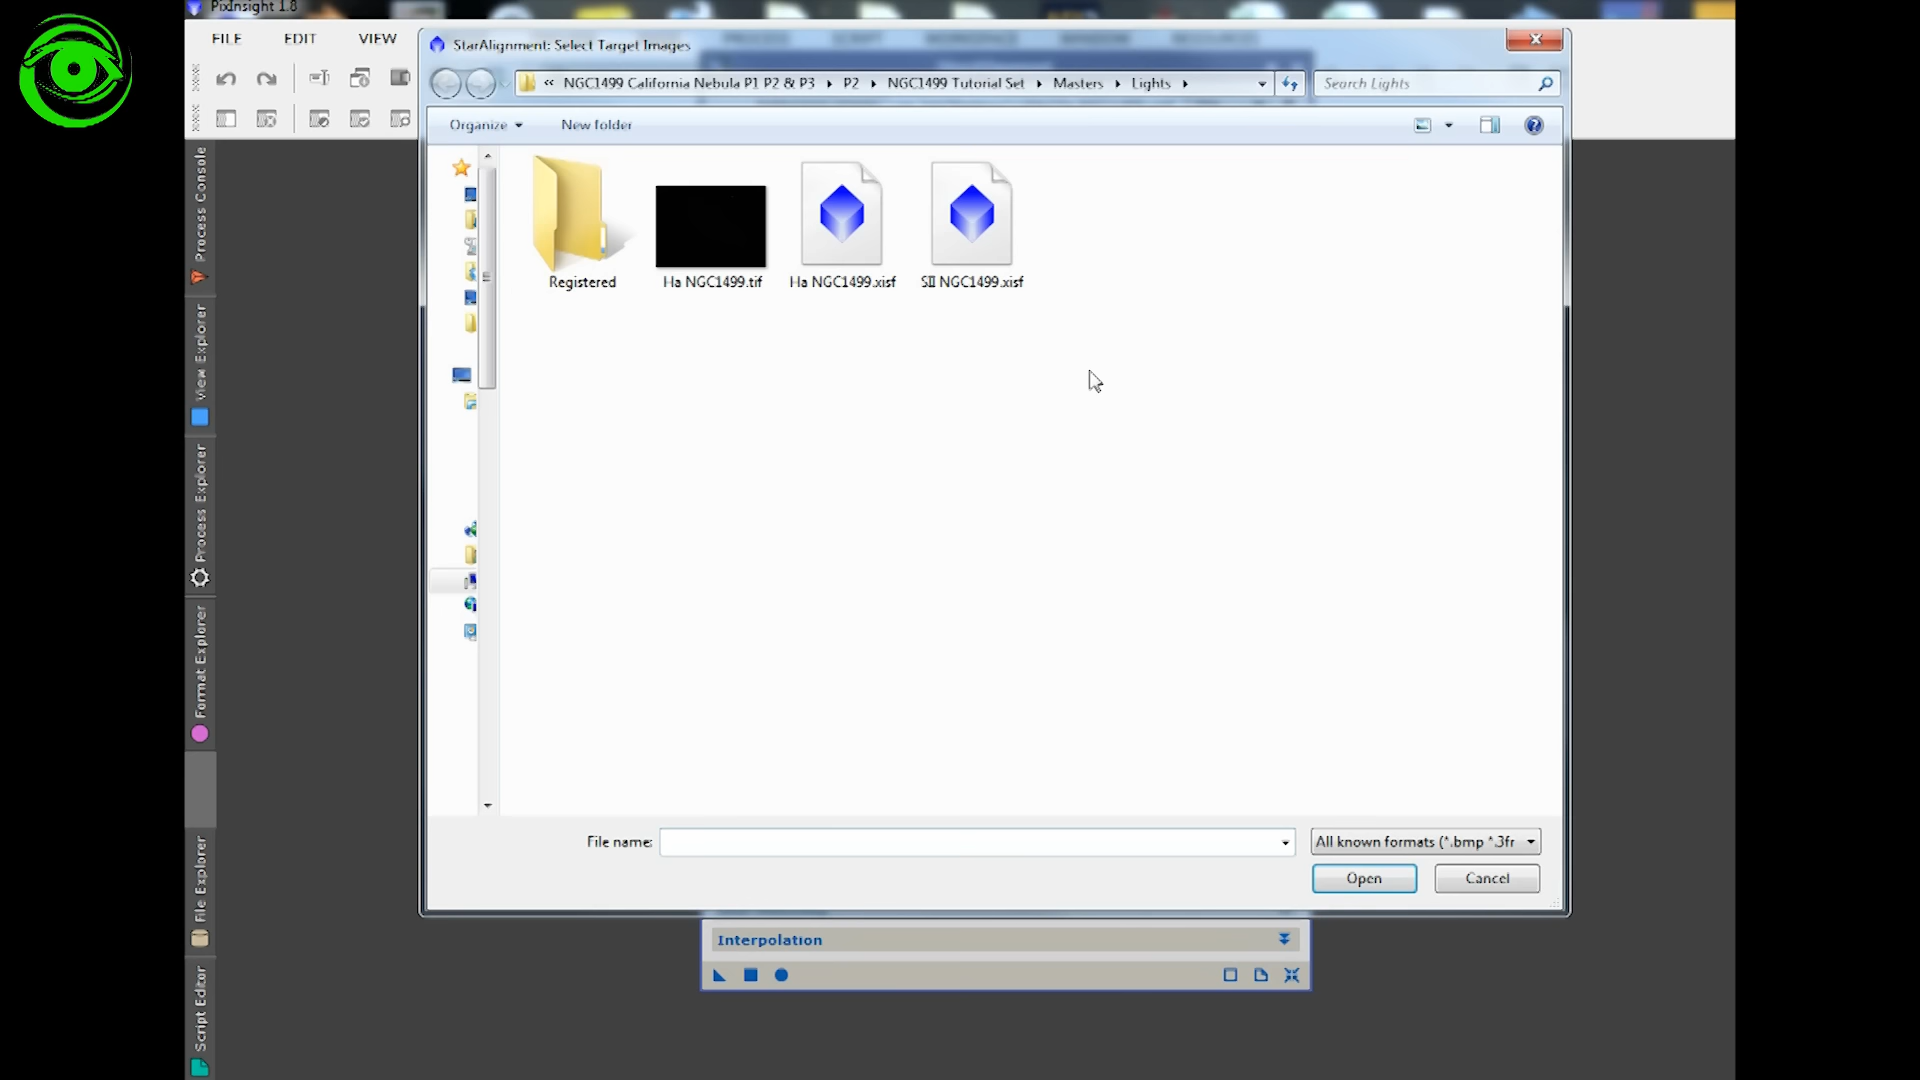 PixInsight 1.8
FILE EDIT VIEW
StarAlignment: Select Target Images
« NGC1499 California Nebula P1 P2 & P3 P2 NGC1499 Tutorial Set Masters Lights
Search Lights
Organize New folder
Registered
Ha NGC1499.tif
Ha NGC1499.xisf
SII NGC1499.xisf
Process Console
View Explorer
Process Explorer
Format Explorer
File Explorer
Script Editor
File name:
All known formats (*.bmp *.3fr
Open Cancel
Interpolation